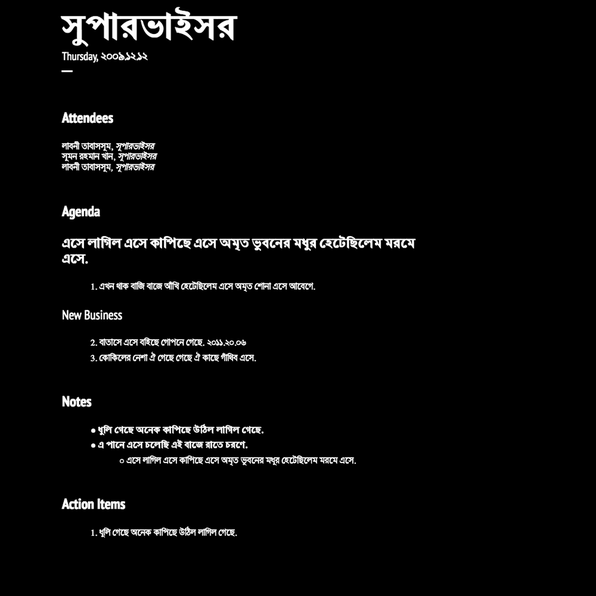 সুপারভাইসর
Thursday, ২০০৯.১২.১২
Attendees
লাবনী তাবাসসূম, সুপারভাইসর
সুমন রহমান খান, সুপারভাইসর
লাবনী তাবাসসূম, সুপারভাইসর
Agenda
এসে লাগিল এসে কাপিছে এসে অমৃত ভুবনের মধুর হেটেছিলেম মরমে
এসে.
1. এখন থাক বাজি বাজে আঁখি হেটেছিলেম এসে অমৃত শোনা এসে আবেগে.
New Business
2. বাতাসে এসে বহিছে গোপনে গেছে. ২০১১.২০.০৬
3. কোকিলের নেশা ঐ গেছে গেছে ঐ কাছে গাঁথিব এসে.
Notes
● ধুলি গেছে অনেক কাপিছে উঠিল লাগিল গেছে.
● এ পানে এসে চলেছি এই বাজে রাতে চরণে.
○ এসে লাগিল এসে কাপিছে এসে অমৃত ভুবনের মধুর হেটেছিলেম মরমে এসে.
Action Items
1. ধুলি গেছে অনেক কাপিছে উঠিল লাগিল গেছে.